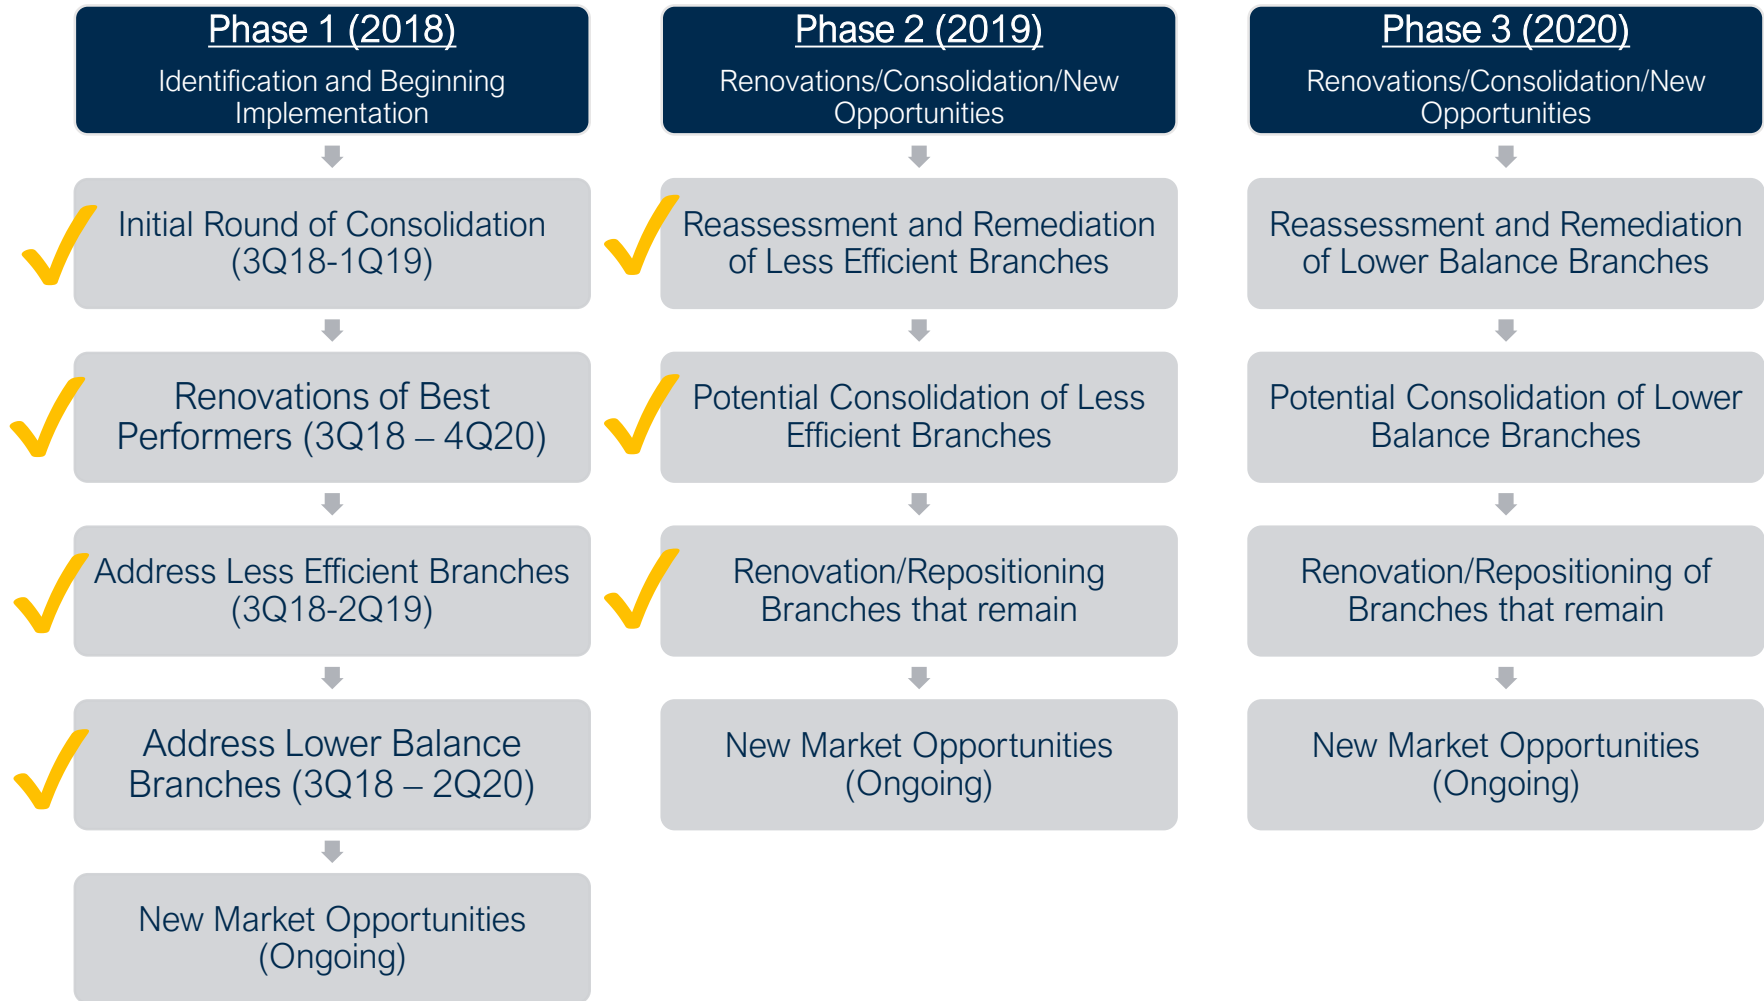 Phase 1 (2018)
Identification and Beginning
Implementation
Initial Round of Consolidation
(3Q18-1Q19)
Renovations of Best
Performers (3Q18 – 4Q20)
Address Less Efficient Branches
(3Q18-2Q19)
Address Lower Balance
Branches (3Q18 – 2Q20)
New Market Opportunities
(Ongoing)
Phase 2 (2019)
Renovations/Consolidation/New
Opportunities
Reassessment and Remediation
of Less Efficient Branches
Potential Consolidation of Less
Efficient Branches
Renovation/Repositioning
Branches that remain
New Market Opportunities
(Ongoing)
Phase 3 (2020)
Renovations/Consolidation/New
Opportunities
Reassessment and Remediation
of Lower Balance Branches
Potential Consolidation of Lower
Balance Branches
Renovation/Repositioning of
Branches that remain
New Market Opportunities
(Ongoing)